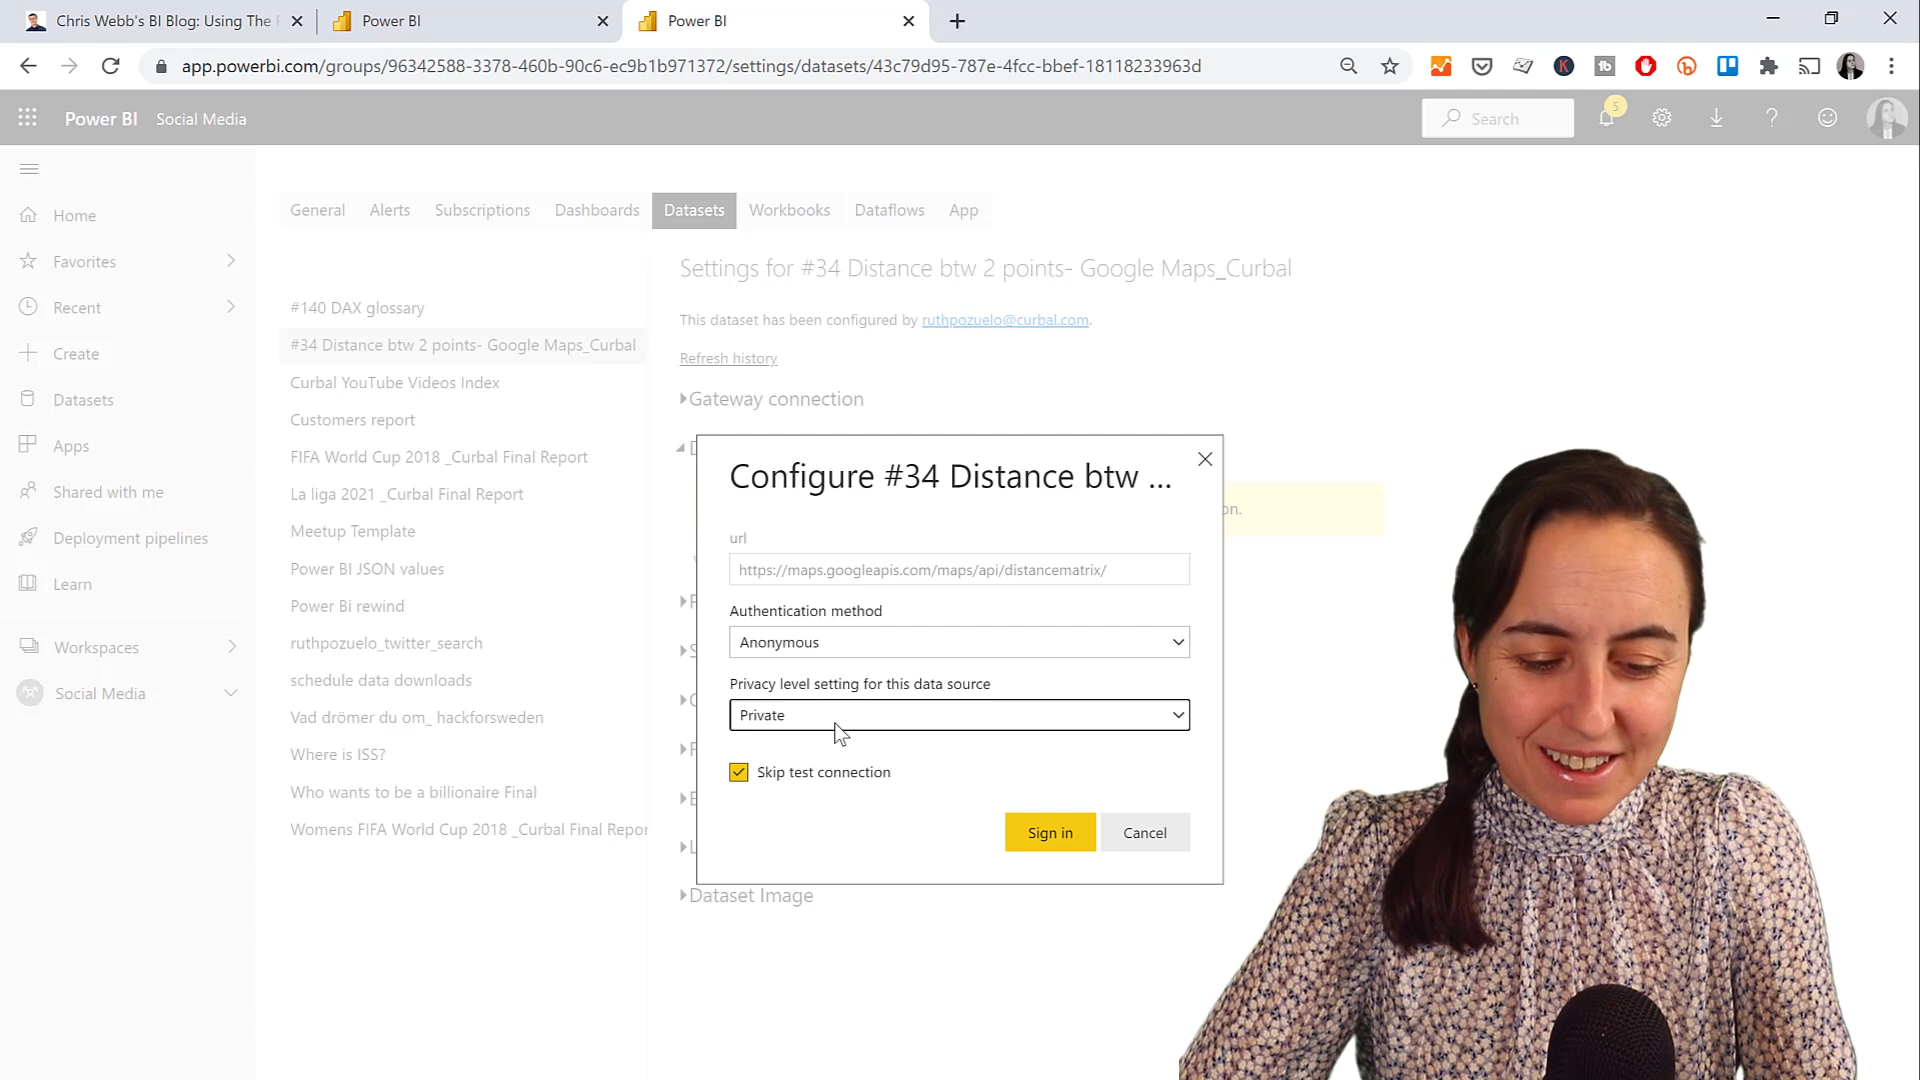 Chris Webb's BI Blog: Using The
Power BI
Power BI
app.powerbi.com/groups/96342588-3378-460b-90c6-ec9b1b971372/settings/datasets/43c79d95-787e-4fcc-bbef-18118233963d
Power BI Social Media
Search
5
Home
Favorites
Recent
Create
Datasets
Apps
Shared with me
Deployment pipelines
Learn
Workspaces
Social Media
General Alerts Subscriptions Dashboards Datasets Workbooks Dataflows App
#140 DAX glossary
#34 Distance btw 2 points- Google Maps_Curbal
Curbal YouTube Videos Index
Customers report
FIFA World Cup 2018 _Curbal Final Report
La liga 2021 _Curbal Final Report
Meetup Template
Power BI JSON values
Power Bi rewind
ruthpozuelo_twitter_search
schedule data downloads
Vad drömer du om_ hackforsweden
Where is ISS?
Who wants to be a billionaire Final
Womens FIFA World Cup 2018 _Curbal Final Repor
Settings for #34 Distance btw 2 points- Google Maps_Curbal
This dataset has been configured by ruthpozuelo@curbal.com.
Refresh history
Gateway connection
on.
Configure #34 Distance btw ...
url
https://maps.googleapis.com/maps/api/distancematrix/
Authentication method
Anonymous
Privacy level setting for this data source
Private
Skip test connection
Sign in
Cancel
Dataset Image